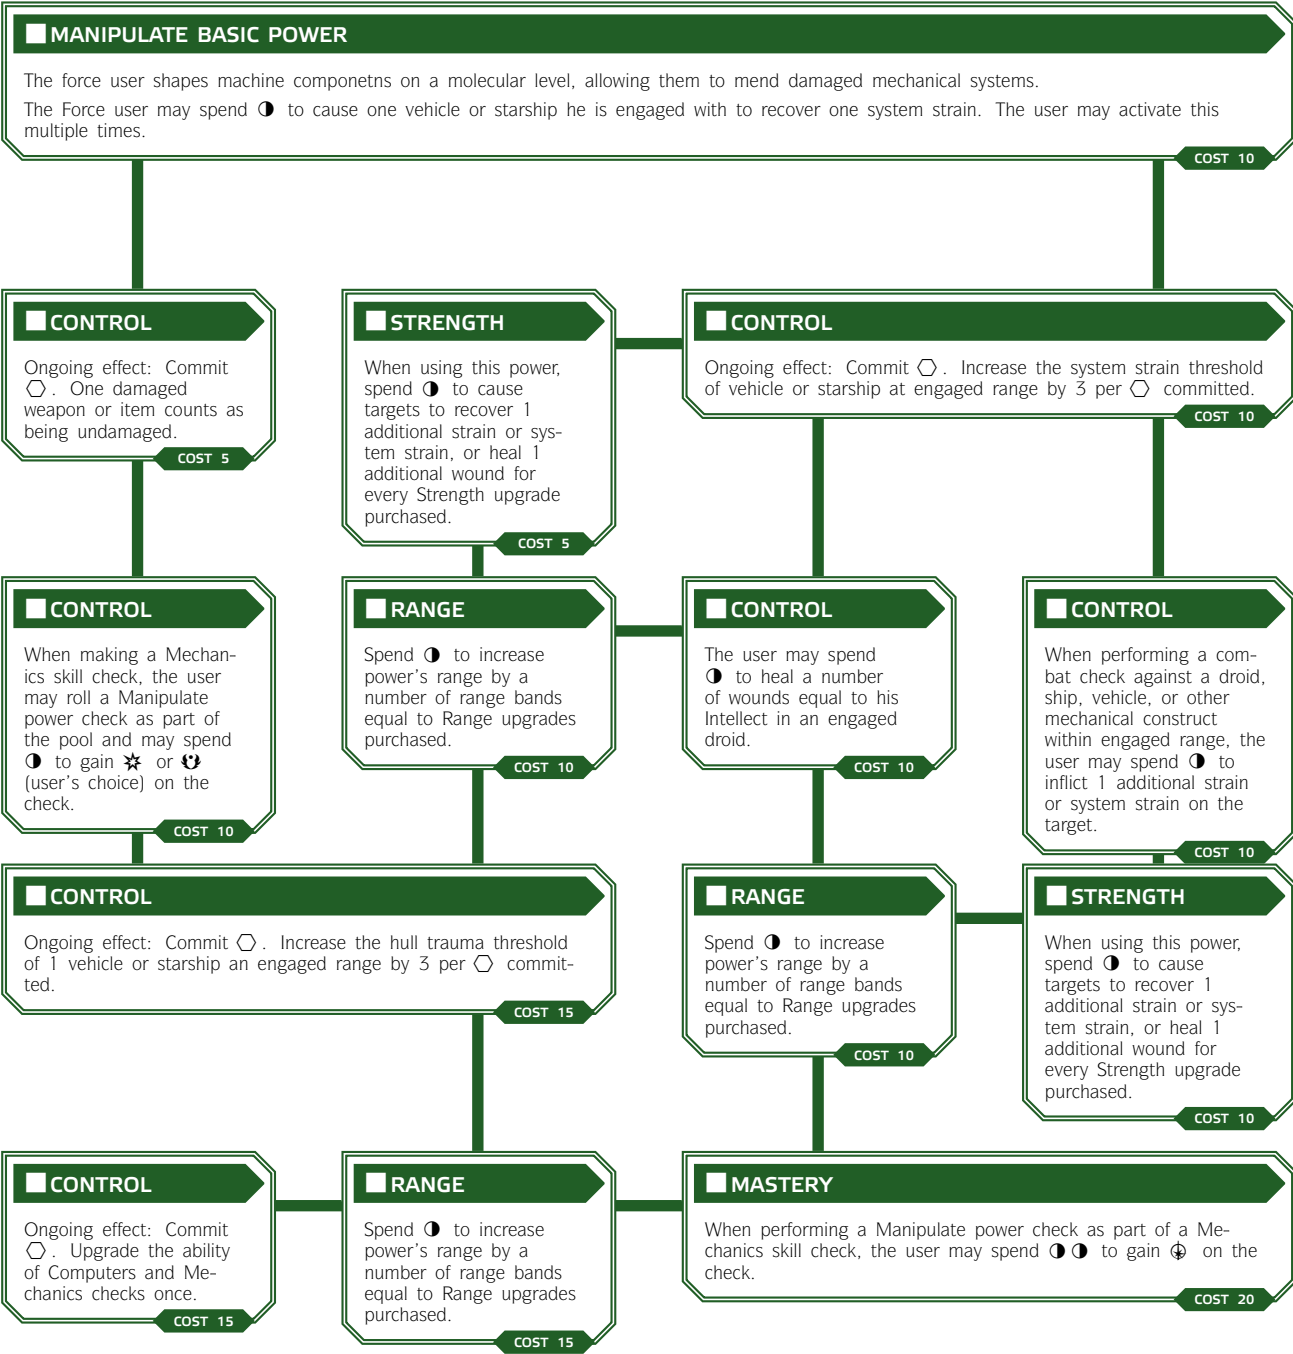 MANIPULATE BASIC POWER
The force user shapes machine componetns on a molecular level, allowing them to mend damaged mechanical systems.
The Force user may spend ◑ to cause one vehicle or starship he is engaged with to recover one system strain. The user may activate this
multiple times.
COST 10
CONTROL
Ongoing effect: Commit
⬡. One damaged
weapon or item counts as
being undamaged.
COST 5
STRENGTH
When using this power,
spend ◑ to cause
targets to recover 1
additional strain or sys-
tem strain, or heal 1
additional wound for
every Strength upgrade
purchased.
COST 5
CONTROL
Ongoing effect: Commit ⬡. Increase the system strain threshold
of vehicle or starship at engaged range by 3 per ⬡ committed.
COST 10
CONTROL
When making a Mechan-
ics skill check, the user
may roll a Manipulate
power check as part of
the pool and may spend
◑ to gain or
(user's choice) on the
check.
COST 10
RANGE
Spend ◑ to increase
power's range by a
number of range bands
equal to Range upgrades
purchased.
COST 10
CONTROL
The user may spend
◑ to heal a number
of wounds equal to his
Intellect in an engaged
droid.
COST 10
CONTROL
When performing a com-
bat check against a droid,
ship, vehicle, or other
mechanical construct
within engaged range, the
user may spend ◑ to
inflict 1 additional strain
or system strain on the
target.
COST 10
CONTROL
Ongoing effect: Commit ⬡. Increase the hull trauma threshold
of 1 vehicle or starship an engaged range by 3 per ⬡ commit-
ted.
COST 15
RANGE
Spend ◑ to increase
power's range by a
number of range bands
equal to Range upgrades
purchased.
COST 10
STRENGTH
When using this power,
spend ◑ to cause
targets to recover 1
additional strain or sys-
tem strain, or heal 1
additional wound for
every Strength upgrade
purchased.
COST 10
CONTROL
Ongoing effect: Commit
⬡. Upgrade the ability
of Computers and Me-
chanics checks once.
COST 15
RANGE
Spend ◑ to increase
power's range by a
number of range bands
equal to Range upgrades
purchased.
COST 15
MASTERY
When performing a Manipulate power check as part of a Me-
chanics skill check, the user may spend ◑◑ to gain on the
check.
COST 20